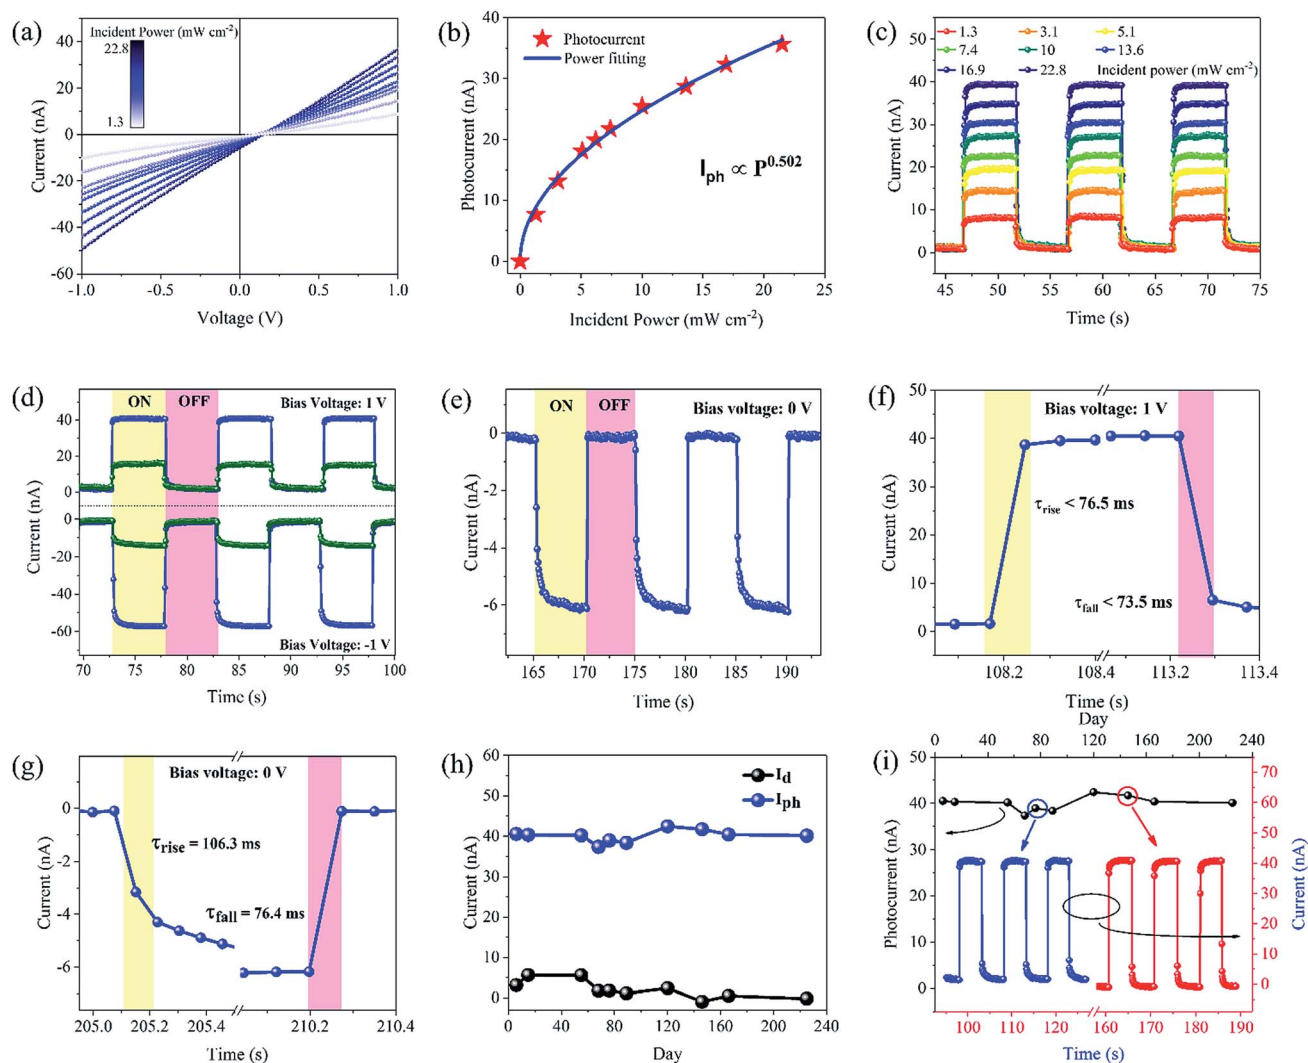 (a)
Incident Power (mW cm⁻²)
22.8
1.3
40
20
0
-20
-40
-60
Current (nA)
-1.0 -0.5 0.0 0.5 1.0
Voltage (V)
(b)
40
30
20
10
0
Photocurrent (nA)
Photocurrent
Power fitting
I_ph ∝ P^0.502
0 5 10 15 20 25
Incident Power (mW cm⁻²)
(c)
50
40
30
20
10
0
Current (nA)
1.3 3.1 5.1
7.4 10 13.6
16.9 22.8 Incident power (mW cm⁻²)
45 50 55 60 65 70 75
Time (s)
(d)
ON OFF Bias Voltage: 1 V
60
40
20
0
0
-20
-40
-60
Current (nA)
Current (nA)
Bias Voltage: -1 V
70 75 80 85 90 95 100
Time (s)
(e)
ON OFF Bias voltage: 0 V
0
-2
-4
-6
Current (nA)
165 170 175 180 185 190
Time (s)
(f)
Bias voltage: 1 V
50
40
30
20
10
0
Current (nA)
τrise < 76.5 ms
τfall < 73.5 ms
108.2 108.4 113.2 113.4
Time (s)
(g)
Bias voltage: 0 V
0
-2
-4
-6
Current (nA)
τrise = 106.3 ms
τfall = 76.4 ms
205.0 205.2 205.4 210.2 210.4
Time (s)
(h)
I_d
I_ph
60
50
40
30
20
10
0
Current (nA)
0 40 80 120 160 200 240
Day
(i)
Day
0 40 80 120 160 200 240
50
40
30
20
10
0
Photocurrent (nA)
70
60
50
40
30
20
10
0
Current (nA)
100 110 120 160 170 180 190
Time (s)